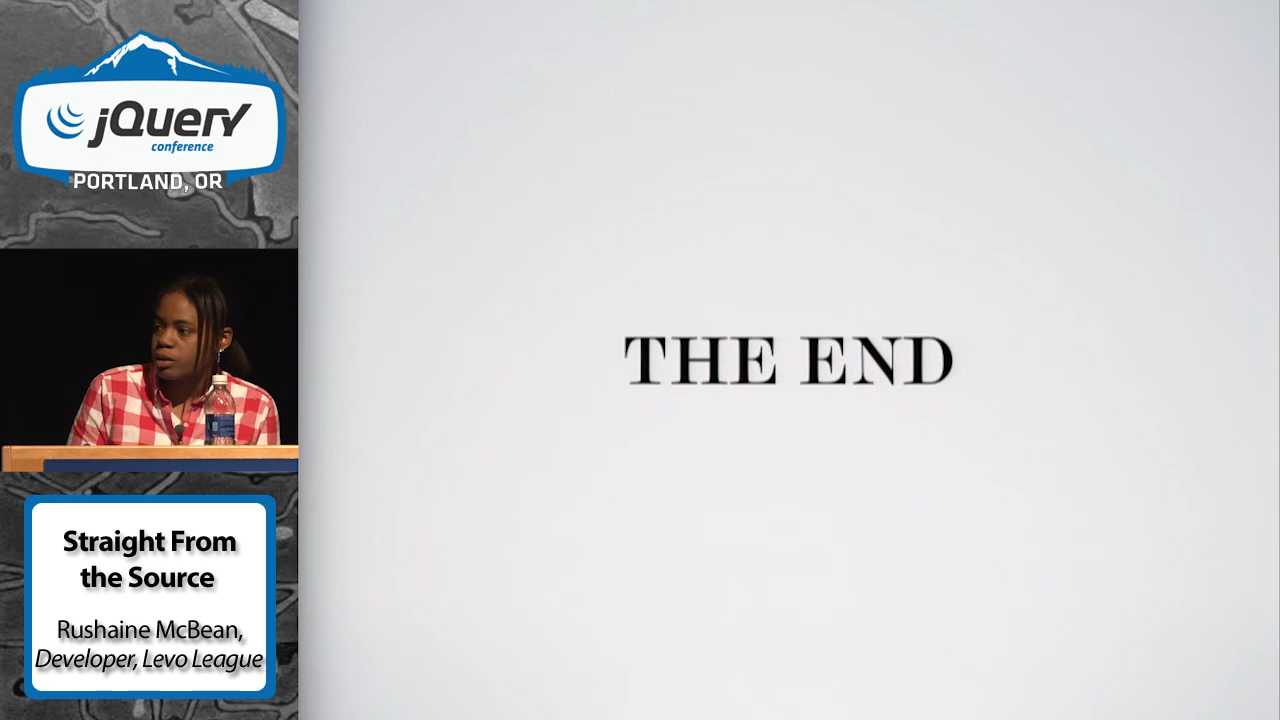 jQuery
conference
PORTLAND, OR
THE END
Straight From
the Source
Rushaine McBean,
Developer, Levo League